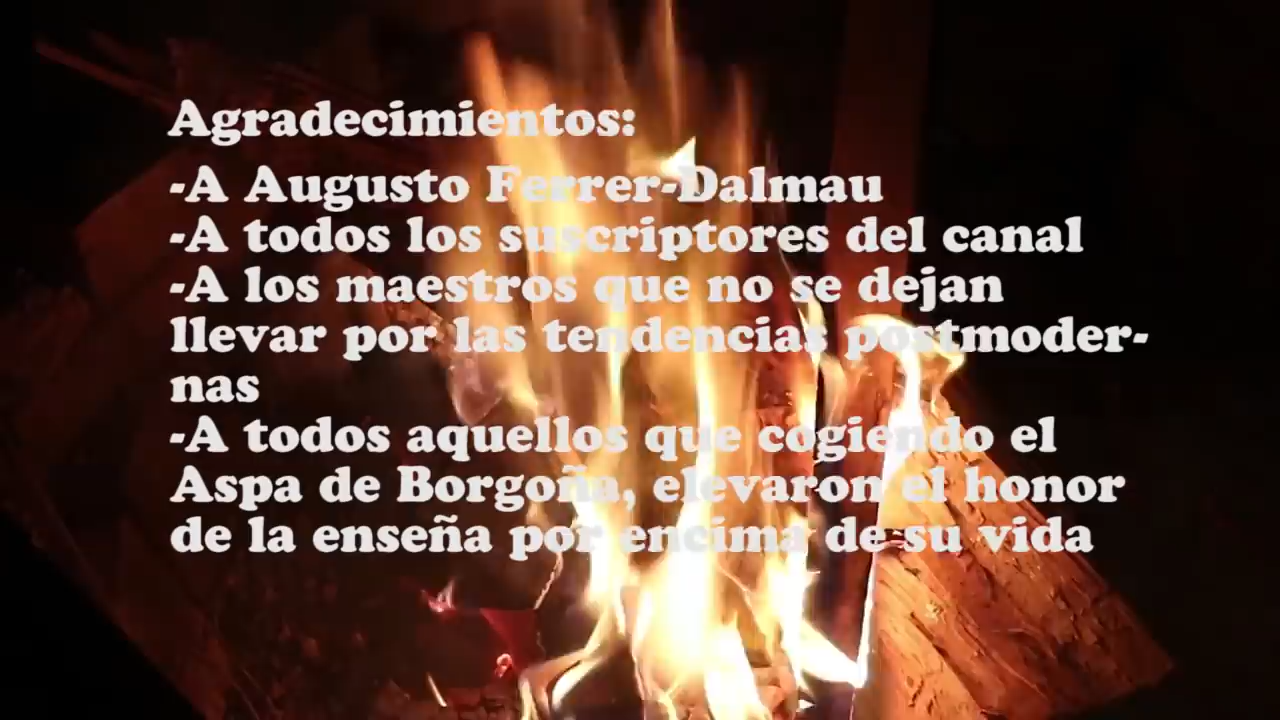 Agradecimientos:
-A Augusto Ferrer-Dalmau
-A todos los suscriptores del canal
-A los maestros que no se dejan
llevar por las tendencias postmoder-
nas
-A todos aquellos que cogiendo el
Aspa de Borgoña, elevaron el honor
de la enseña por encima de su vida